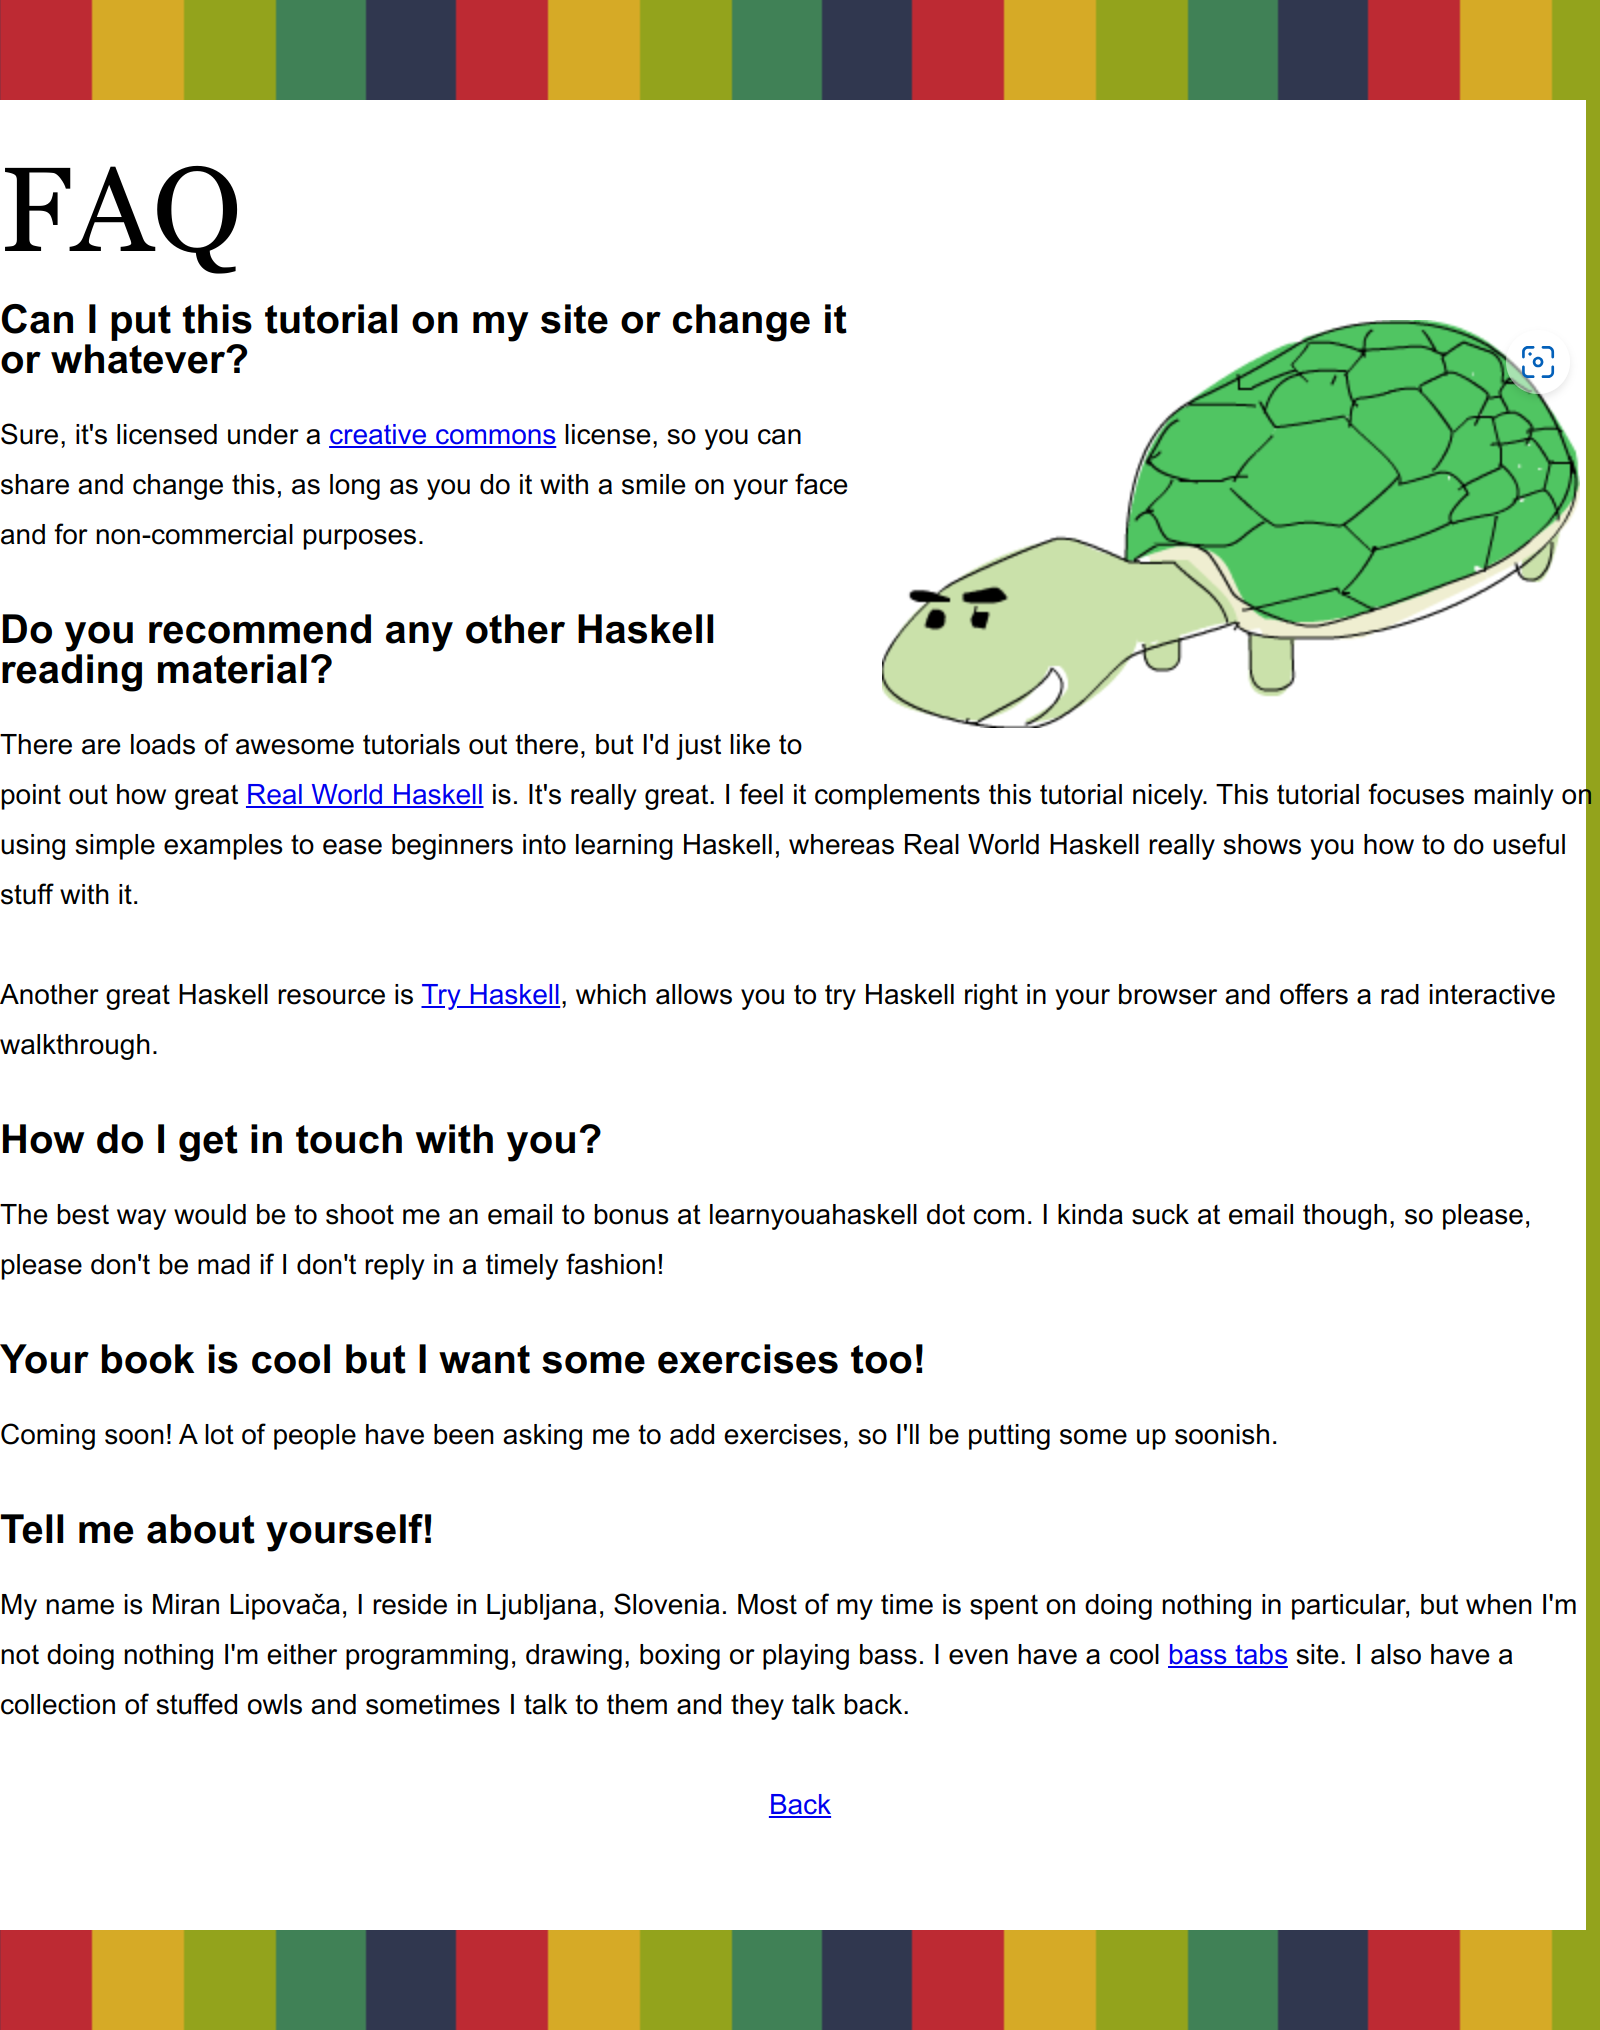 FAQ
Can I put this tutorial on my site or change it
or whatever?
Sure, it's licensed under a creative commons license, so you can
share and change this, as long as you do it with a smile on your face
and for non-commercial purposes.
Do you recommend any other Haskell
reading material?
There are loads of awesome tutorials out there, but I'd just like to
point out how great Real World Haskell is. It's really great. I feel it complements this tutorial nicely. This tutorial focuses mainly on
using simple examples to ease beginners into learning Haskell, whereas Real World Haskell really shows you how to do useful
stuff with it.
Another great Haskell resource is Try Haskell, which allows you to try Haskell right in your browser and offers a rad interactive
walkthrough.
How do I get in touch with you?
The best way would be to shoot me an email to bonus at learnyouahaskell dot com. I kinda suck at email though, so please,
please don't be mad if I don't reply in a timely fashion!
Your book is cool but I want some exercises too!
Coming soon! A lot of people have been asking me to add exercises, so I'll be putting some up soonish.
Tell me about yourself!
My name is Miran Lipovača, I reside in Ljubljana, Slovenia. Most of my time is spent on doing nothing in particular, but when I'm
not doing nothing I'm either programming, drawing, boxing or playing bass. I even have a cool bass tabs site. I also have a
collection of stuffed owls and sometimes I talk to them and they talk back.
Back